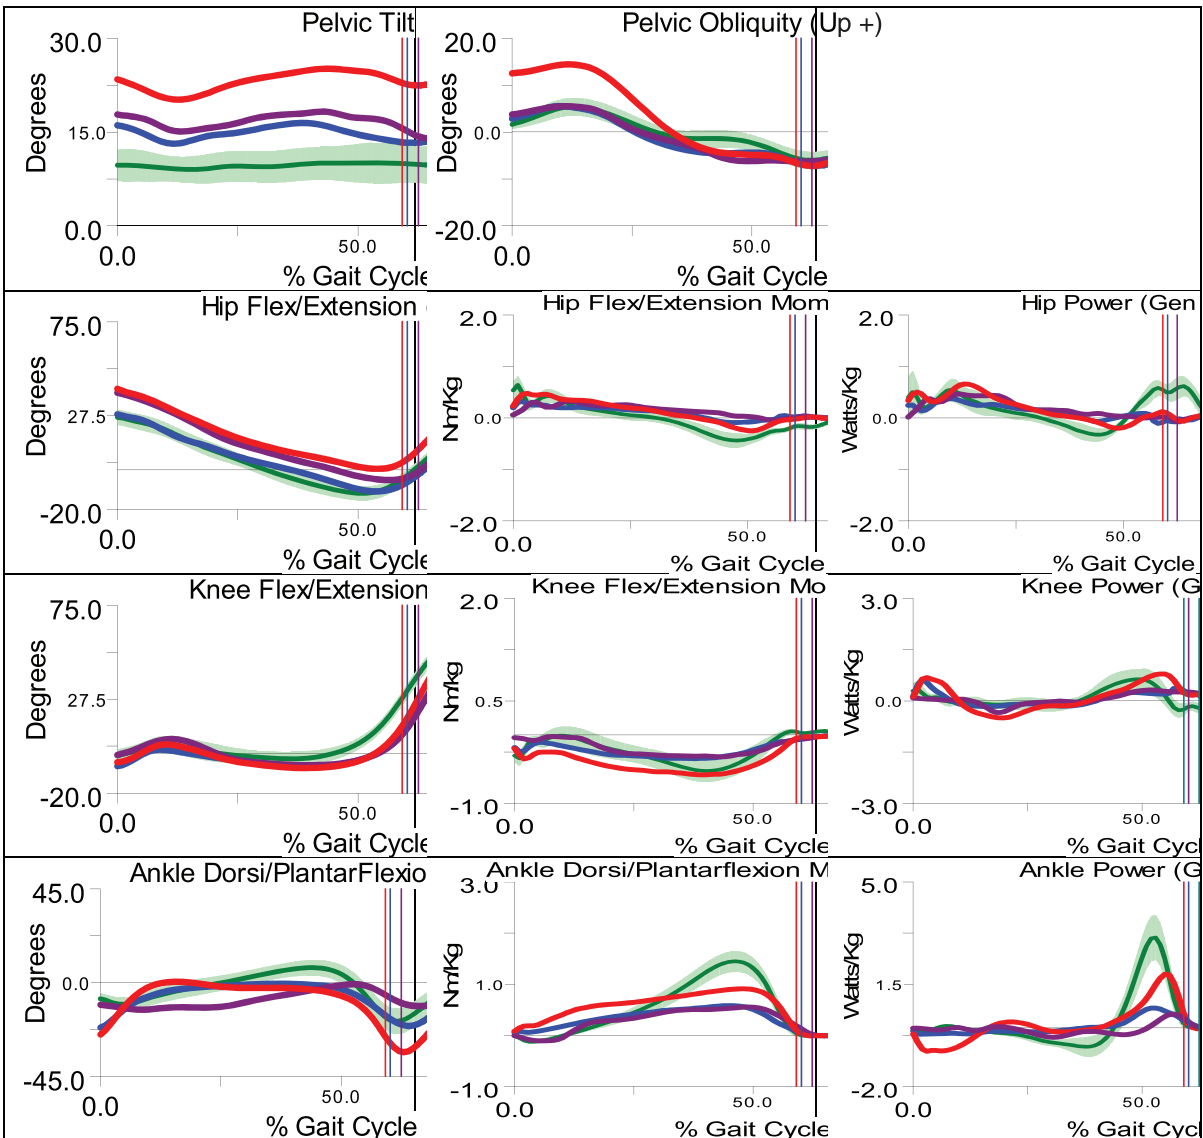 Pelvic Tilt
30.0
15.0
0.0
Degrees
0.0
50.0
% Gait Cycle
Pelvic Obliquity (Up +)
20.0
0.0
-20.0
Degrees
0.0
50.0
% Gait Cycle
Hip Flex/Extension
75.0
27.5
-20.0
Degrees
0.0
50.0
% Gait Cycle
Hip Flex/Extension Mom
2.0
0.0
-2.0
Nm/Kg
0.0
50.0
% Gait Cycle
Hip Power (Gen
2.0
0.0
-2.0
Watts/Kg
0.0
50.0
% Gait Cycle
Knee Flex/Extension
75.0
27.5
-20.0
Degrees
0.0
50.0
% Gait Cycle
Knee Flex/Extension Mo
2.0
0.5
-1.0
Nm/kg
0.0
50.0
% Gait Cycle
Knee Power (G
3.0
0.0
-3.0
Watts/Kg
0.0
50.0
% Gait Cycl
Ankle Dorsi/PlantarFlexio
45.0
0.0
-45.0
Degrees
0.0
50.0
% Gait Cycle
Ankle Dorsi/Plantarflexion M
3.0
1.0
-1.0
Nm/Kg
0.0
50.0
% Gait Cycle
Ankle Power (G
5.0
1.5
-2.0
Watts/Kg
0.0
50.0
% Gait Cycl